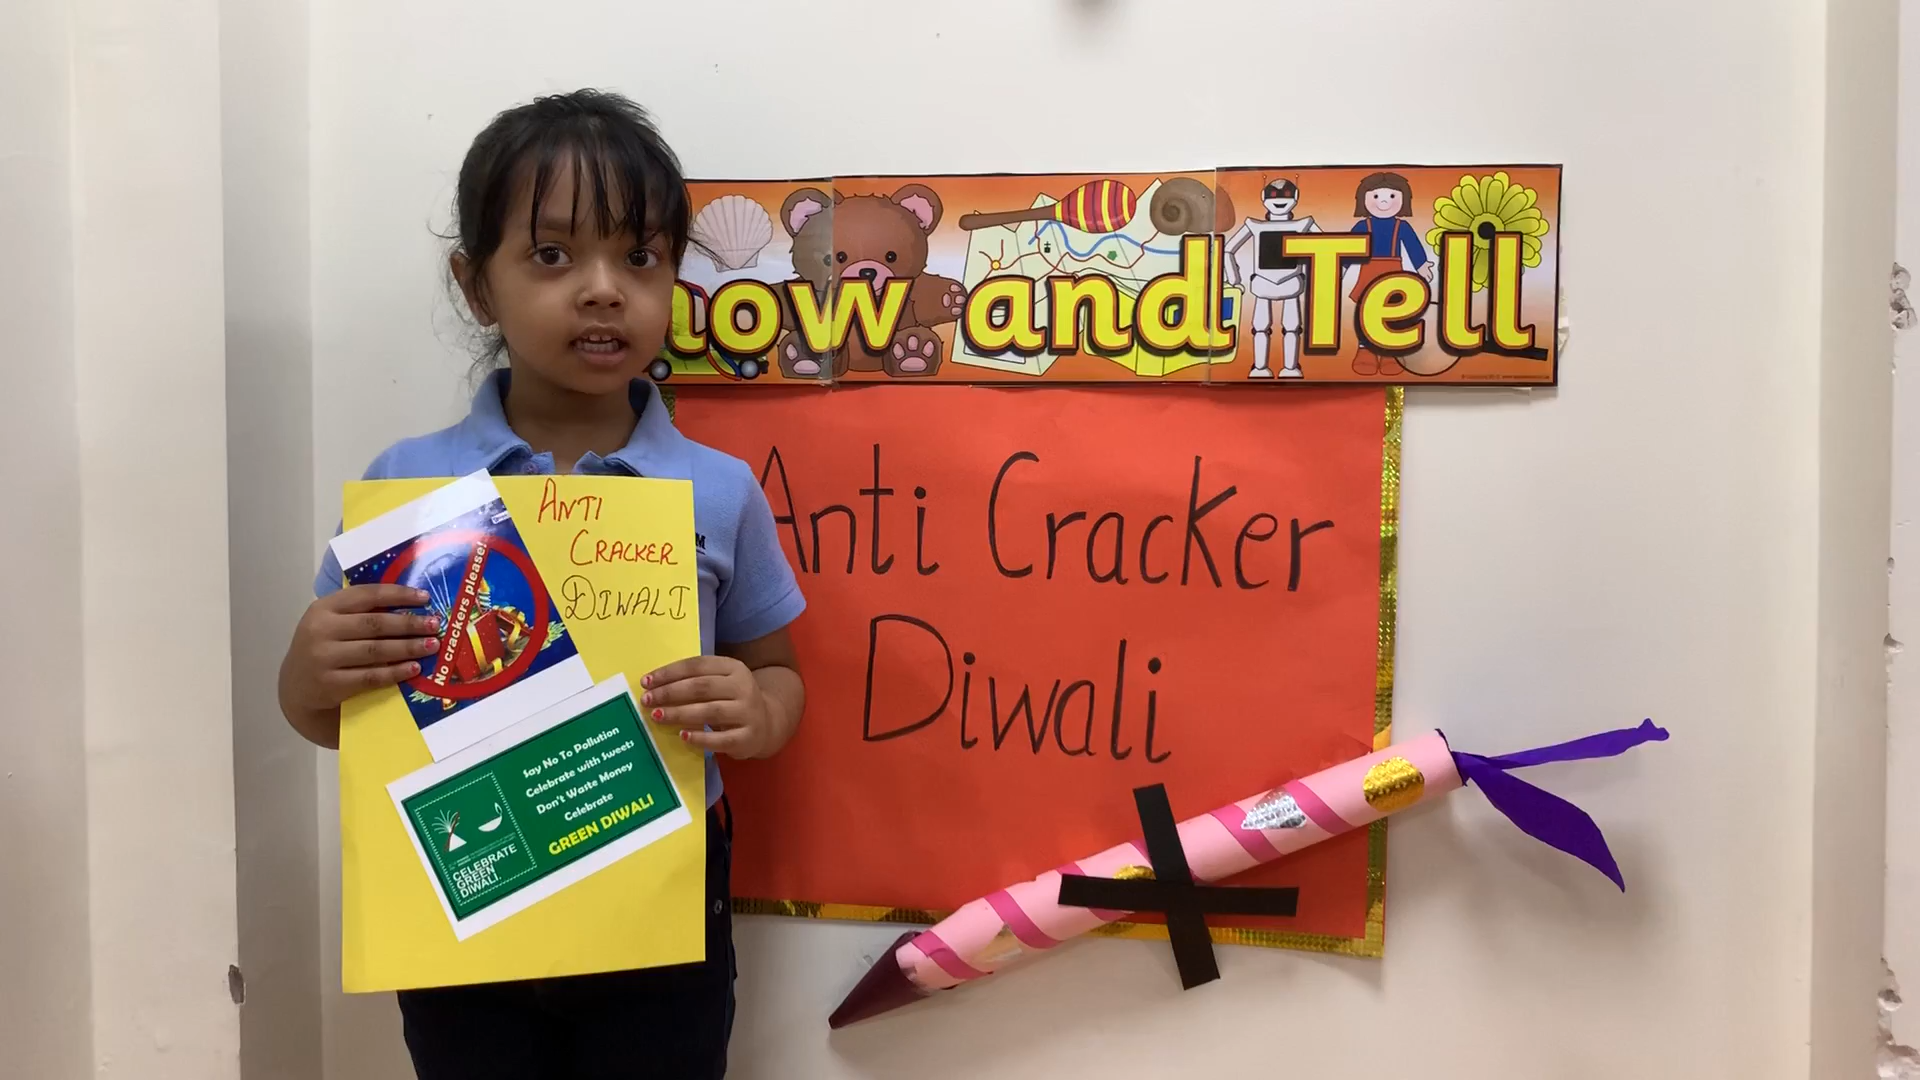 how and Tell
Anti Cracker
Diwali
ANTI
CRACKER
DIWALI
No crackers please!
Say No To Pollution
Celebrate with Sweets
Don't Waste Money
Celebrate
GREEN DIWALI
CELEBRATE
GREEN
DIWALI.
M